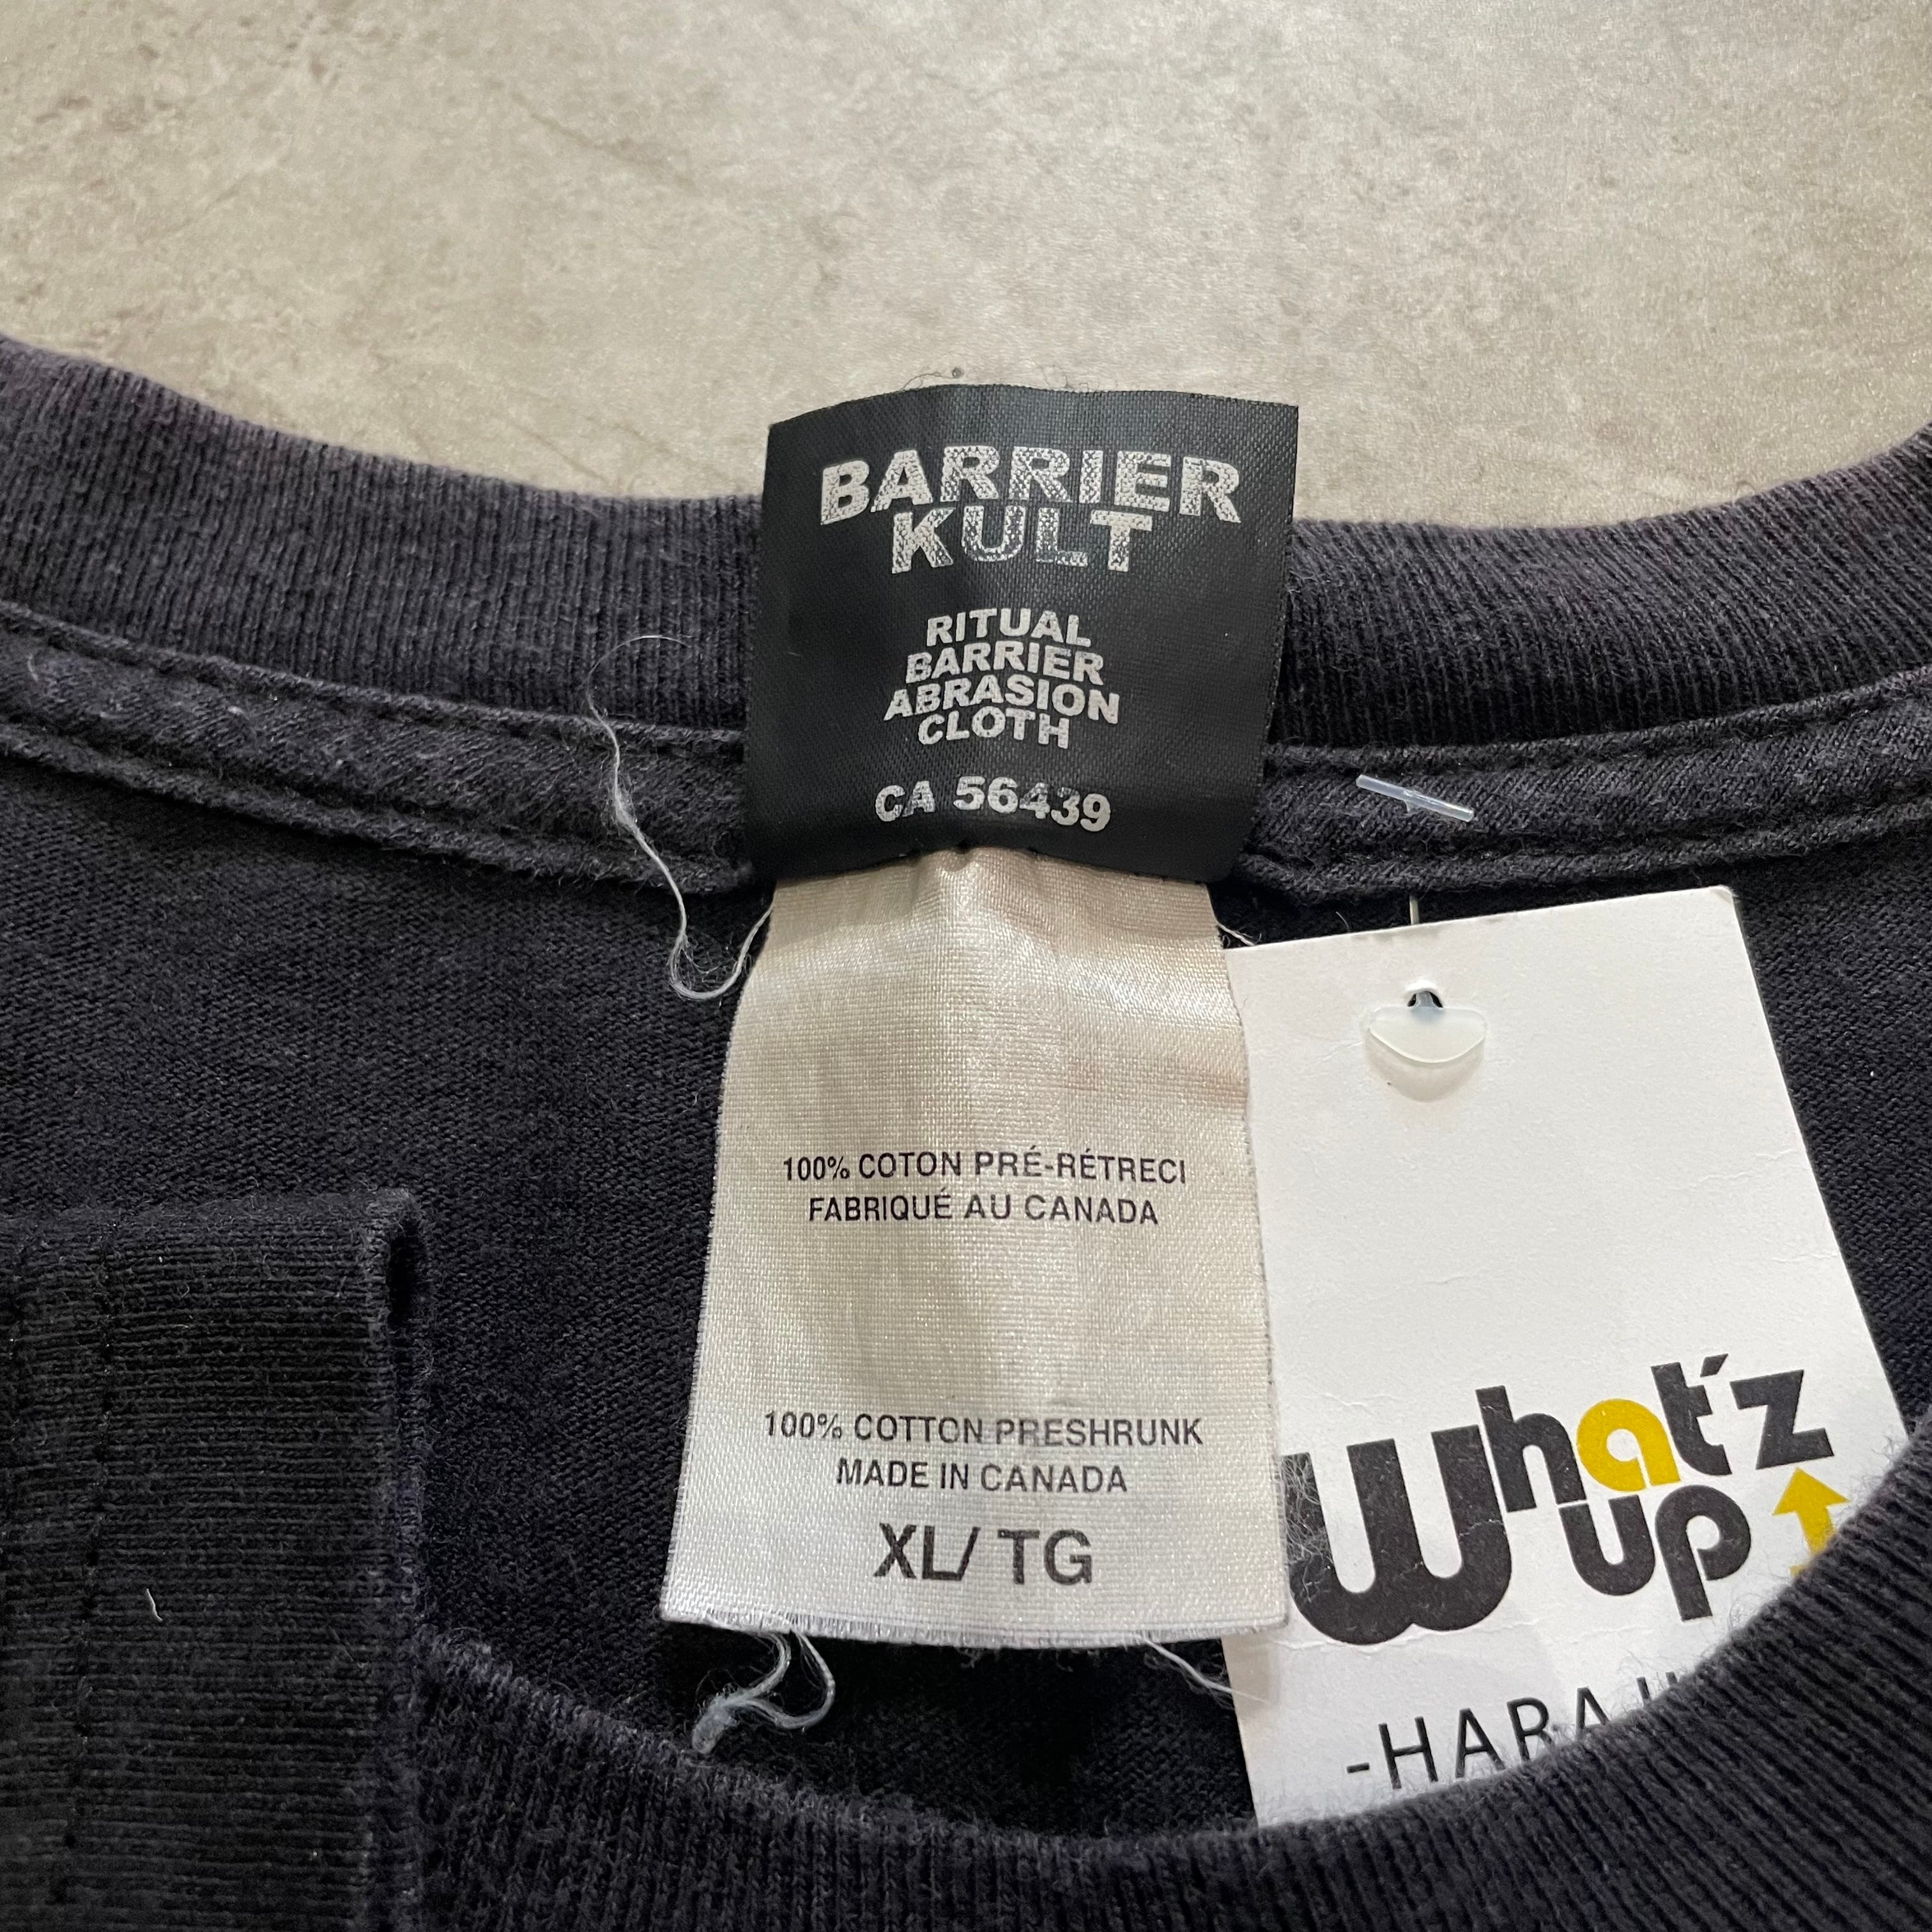 BARRIER
KULT
RITUAL
BARRIER
ABRASION
CLOTH
CA 56439
100% COTON PRÉ-RÉTRECI
FABRIQUÉ AU CANADA
100% COTTON PRESHRUNK
MADE IN CANADA
XL/ TG
What'z
up